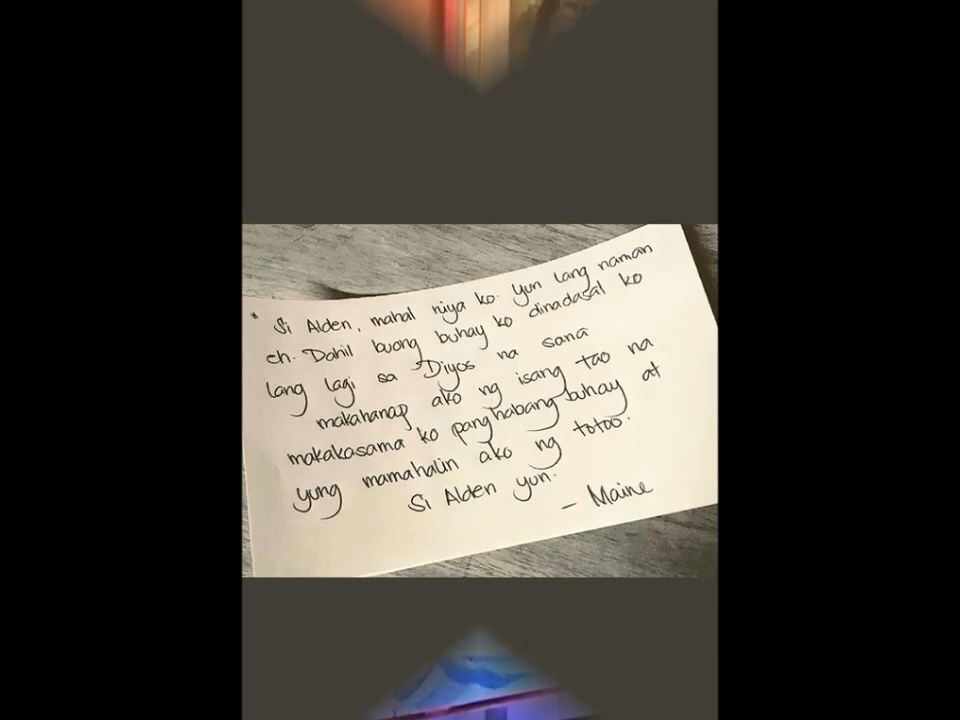 * Si Alden, mahal niya ko. Yun lang naman
eh. Dahil buong buhay ko dinadasal ko
lang lagi sa Diyos na sana
makahanap ako ng isang tao na
makakasama ko panghabang buhay at
yung mamahalin ako ng totoo.
Si Alden yun.
– Maine